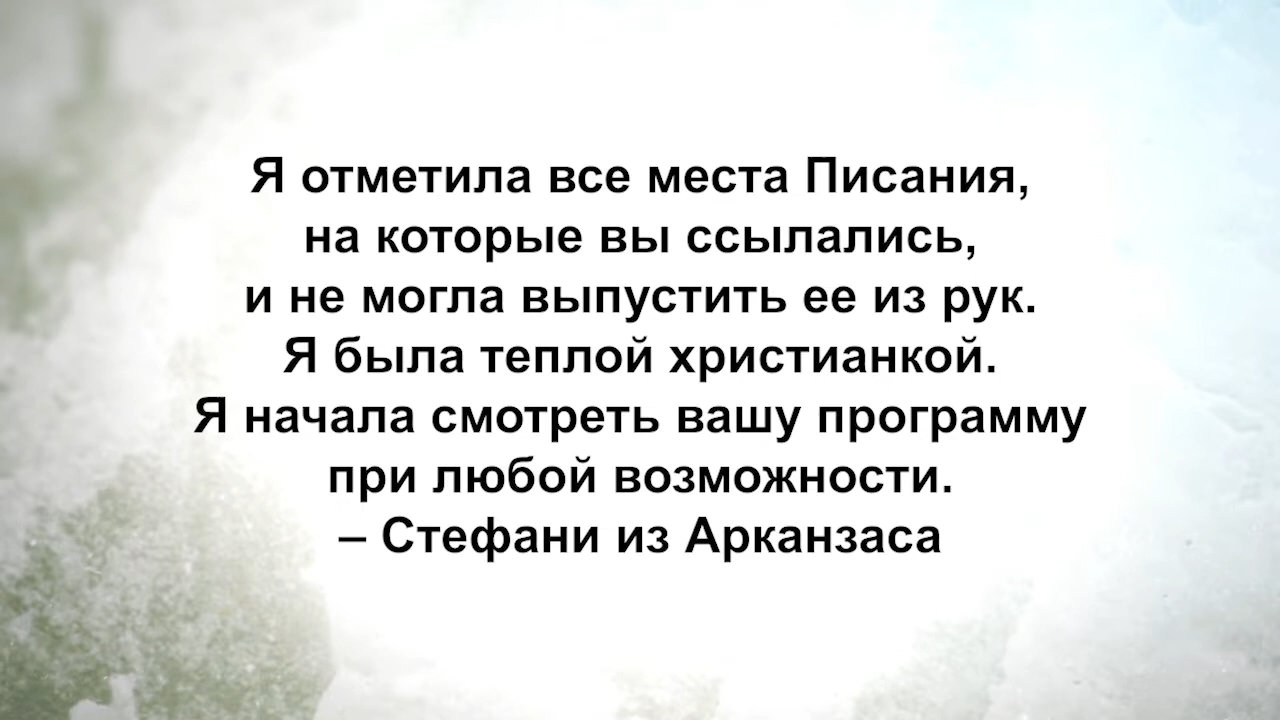 Я отметила все места Писания,
на которые вы ссылались,
и не могла выпустить ее из рук.
Я была теплой христианкой.
Я начала смотреть вашу программу
при любой возможности.
– Стефани из Арканзаса